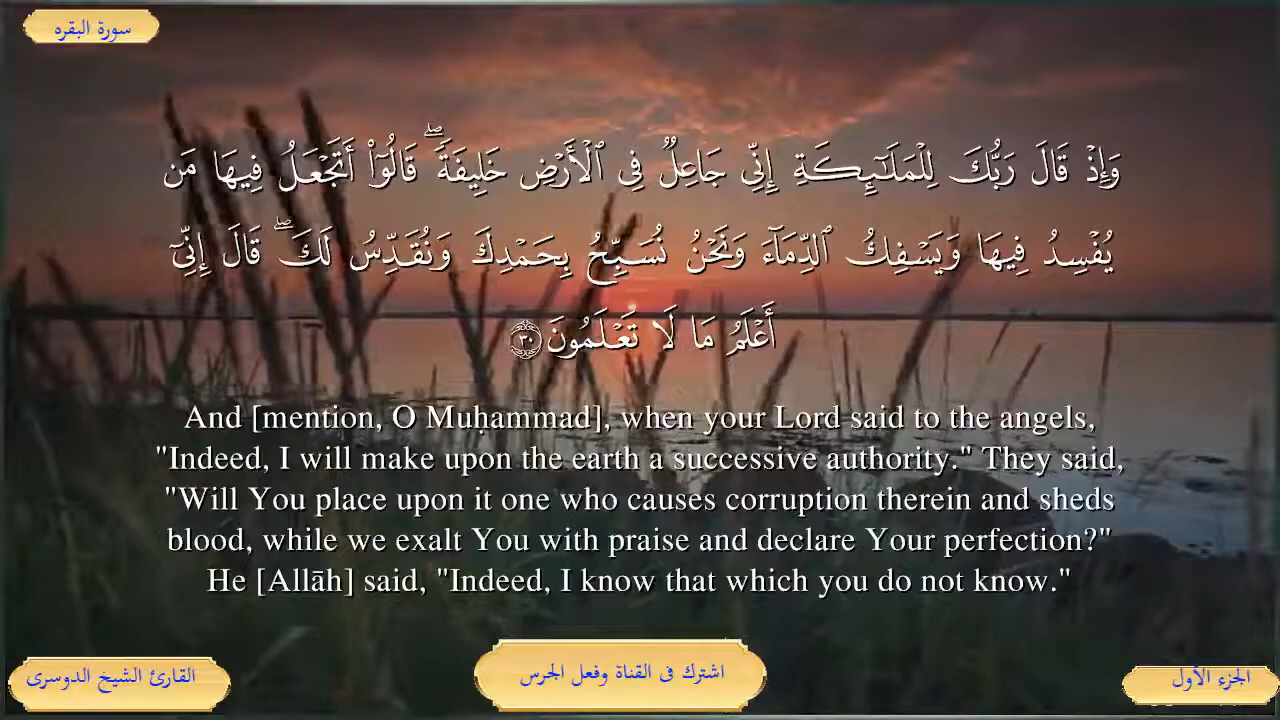 سورة البقره
وَإِذْ قَالَ رَبُّكَ لِلْمَلَـٰٓئِكَةِ إِنِّى جَاعِلٌۭ فِى ٱلْأَرْضِ خَلِيفَةًۭ ۖ قَالُوٓا۟ أَتَجْعَلُ فِيهَا مَن
يُفْسِدُ فِيهَا وَيَسْفِكُ ٱلدِّمَآءَ وَنَحْنُ نُسَبِّحُ بِحَمْدِكَ وَنُقَدِّسُ لَكَ ۖ قَالَ إِنِّىٓ
أَعْلَمُ مَا لَا تَعْلَمُونَ ٣٠
And [mention, O Muḥammad], when your Lord said to the angels,
"Indeed, I will make upon the earth a successive authority." They said,
"Will You place upon it one who causes corruption therein and sheds
blood, while we exalt You with praise and declare Your perfection?"
He [Allāh] said, "Indeed, I know that which you do not know."
الجزء الأول
اشترك فى القناة وفعل الجرس
القارئ الشيخ الدوسرى